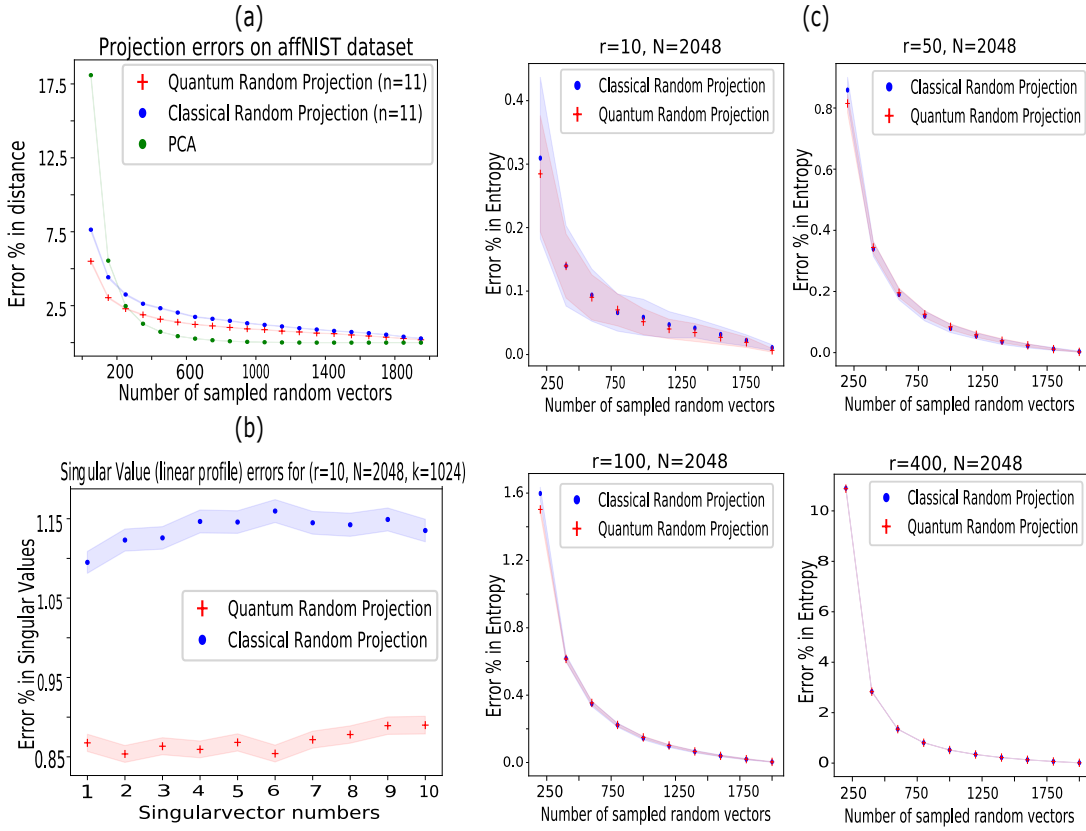 (a)
Projection errors on affNIST dataset
Quantum Random Projection (n=11)
Classical Random Projection (n=11)
PCA
17.5
12.5
7.5
2.5
Error % in distance
200 600 1000 1400 1800
Number of sampled random vectors
(b)
Singular Value (linear profile) errors for (r=10, N=2048, k=1024)
1.15
1.05
0.95
0.85
Error % in Singular Values
Quantum Random Projection
Classical Random Projection
1 2 3 4 5 6 7 8 9 10
Singularvector numbers
(c)
r=10, N=2048
Classical Random Projection
Quantum Random Projection
0.4
0.3
0.2
0.1
0.0
Error % in Entropy
250 750 1250 1750
Number of sampled random vectors
r=50, N=2048
Classical Random Projection
Quantum Random Projection
0.8
0.6
0.4
0.2
0.0
Error % in Entropy
250 750 1250 1750
Number of sampled random vectors
r=100, N=2048
Classical Random Projection
Quantum Random Projection
1.6
1.2
0.8
0.4
0.0
Error % in Entropy
250 750 1250 1750
Number of sampled random vectors
r=400, N=2048
Classical Random Projection
Quantum Random Projection
10
8
6
4
2
0
Error % in Entropy
250 750 1250 1750
Number of sampled random vectors